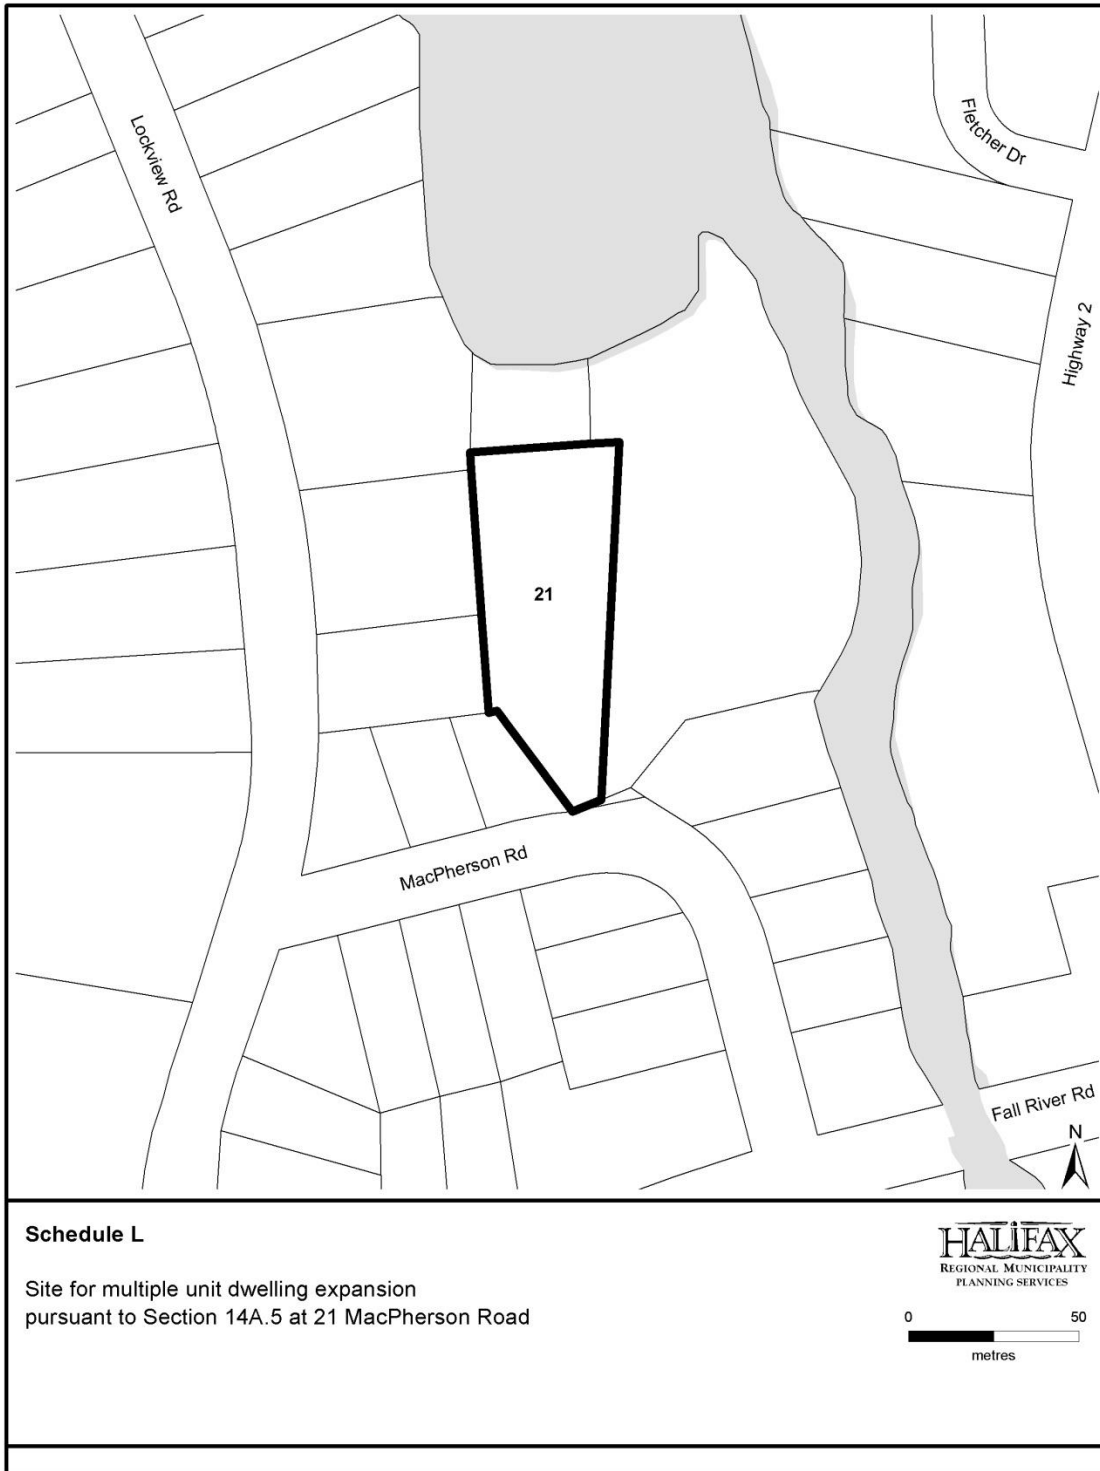 Fletcher Dr
Lockview Rd
Highway 2
21
MacPherson Rd
Fall River Rd
N
Schedule L
Site for multiple unit dwelling expansion
pursuant to Section 14A.5 at 21 MacPherson Road
HALIFAX
REGIONAL MUNICIPALITY
PLANNING SERVICES
0 50
metres